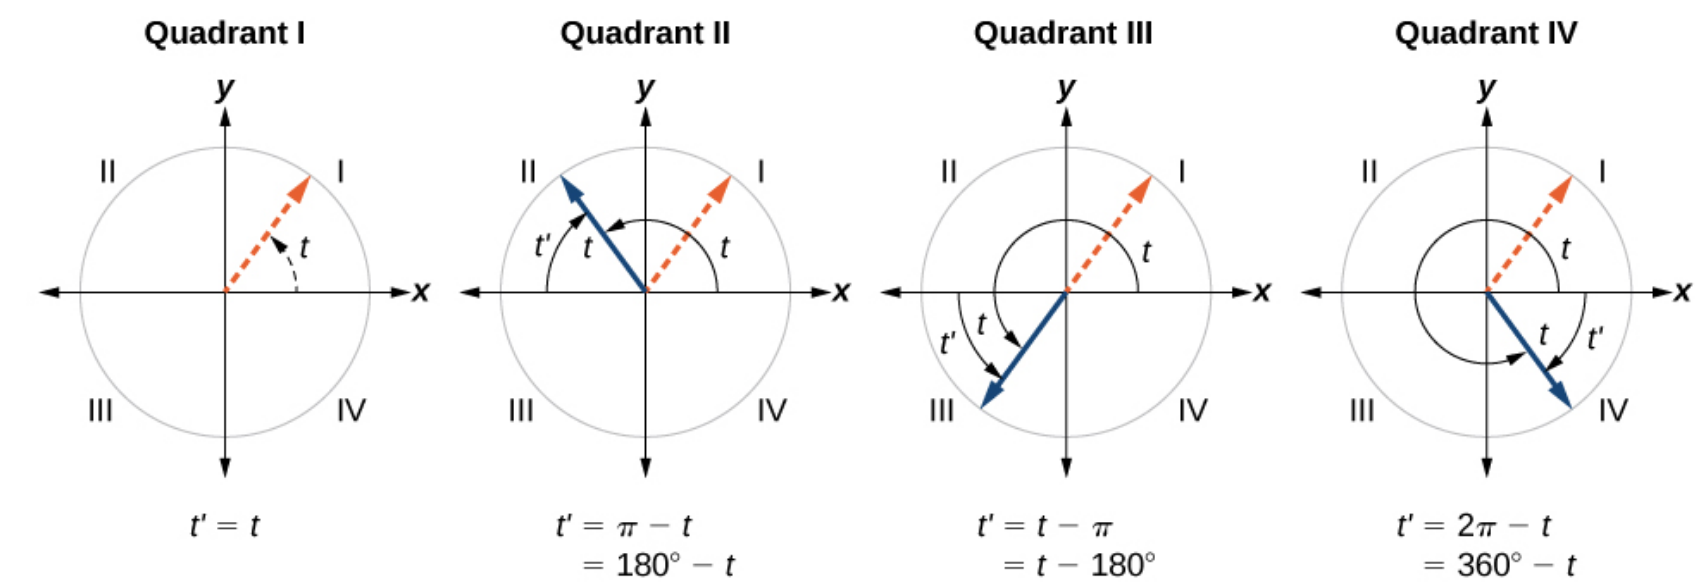 Quadrant I
y
II
I
t
x
III
IV
t' = t
Quadrant II
y
II
I
t'
t
t
x
III
IV
t' = π − t
= 180° − t
Quadrant III
y
II
I
t
x
t
t'
III
IV
t' = t − π
= t − 180°
Quadrant IV
y
II
I
t
x
t
t'
III
IV
t' = 2π − t
= 360° − t